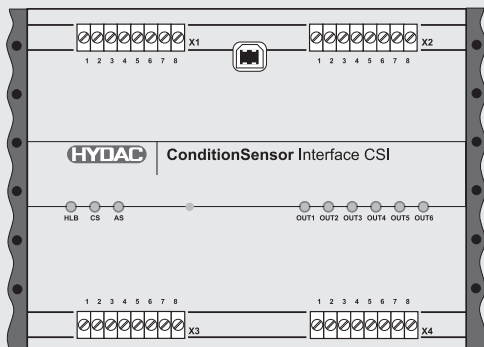 X1 X2
1 2 3 4 5 6 7 8 1 2 3 4 5 6 7 8
HYDAC ConditionSensor Interface CSI
HLB CS AS OUT1 OUT2 OUT3 OUT4 OUT5 OUT6
1 2 3 4 5 6 7 8 1 2 3 4 5 6 7 8
X3 X4